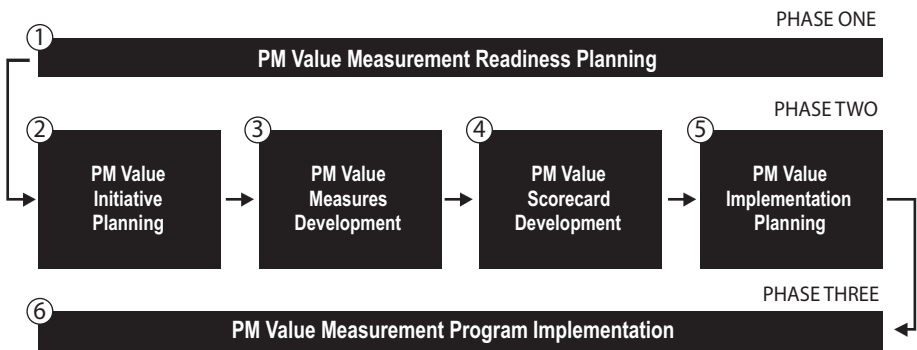 PHASE ONE
1
PM Value Measurement Readiness Planning
PHASE TWO
2
PM Value
Initiative
Planning
3
PM Value
Measures
Development
4
PM Value
Scorecard
Development
5
PM Value
Implementation
Planning
PHASE THREE
6
PM Value Measurement Program Implementation